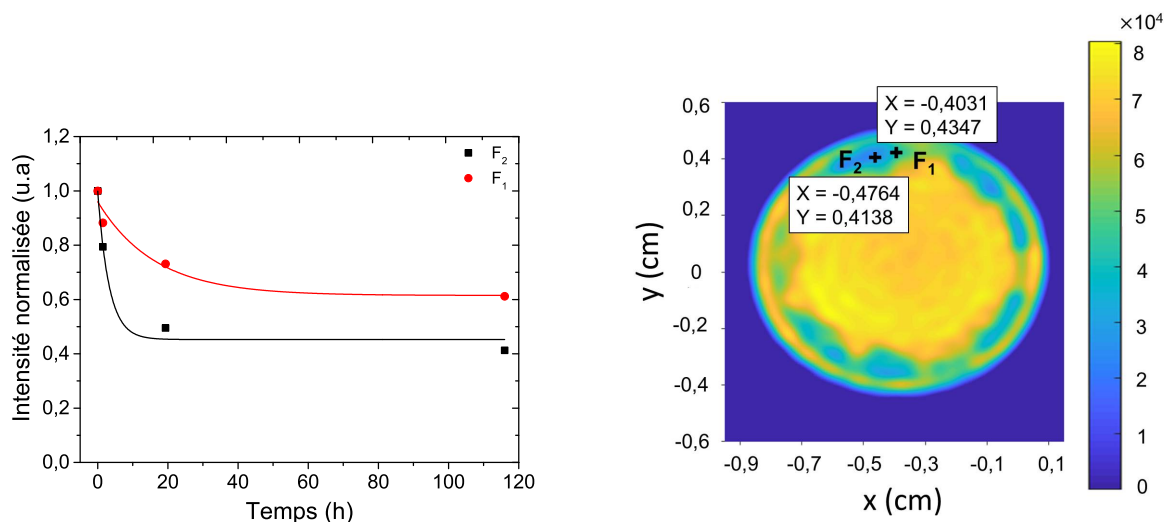 1,2
1,0
0,8
0,6
0,4
0,2
0,0
Intensité normalisée (u.a)
0 20 40 60 80 100 120
Temps (h)
F2
F1
×10^4
8
7
6
5
4
3
2
1
0
X = -0,4031
Y = 0,4347
F2 F1
X = -0,4764
Y = 0,4138
0,6
0,4
0,2
0
-0,2
-0,4
-0,6
y (cm)
-0,9 -0,7 -0,5 -0,3 -0,1 0,1
x (cm)